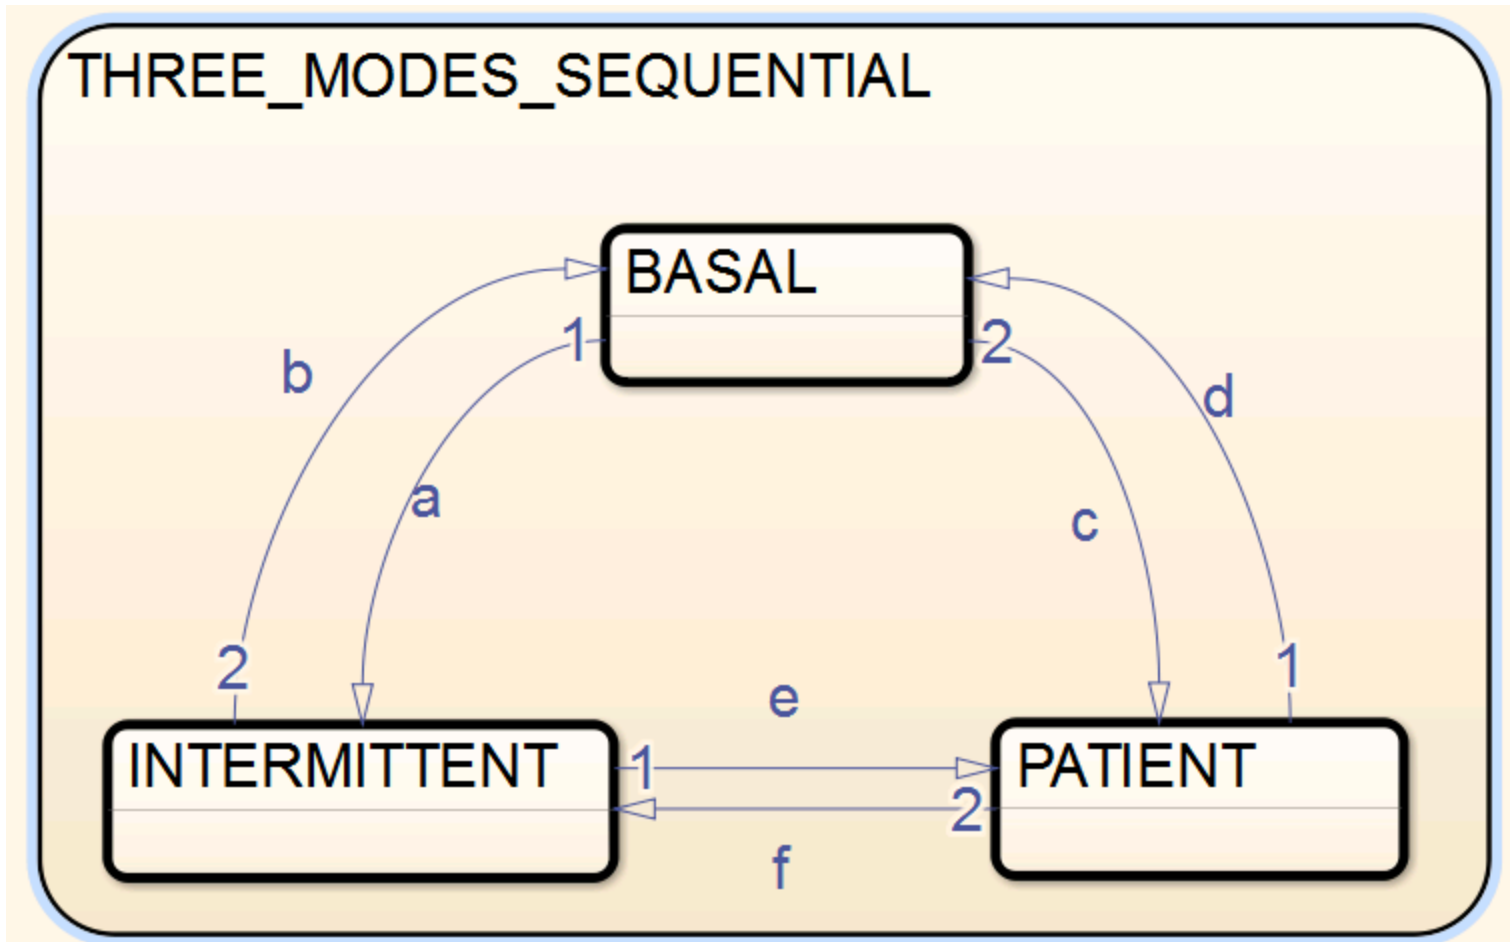 THREE_MODES_SEQUENTIAL
BASAL
1
2
b
d
a
c
2
1
e
INTERMITTENT
1
PATIENT
2
f